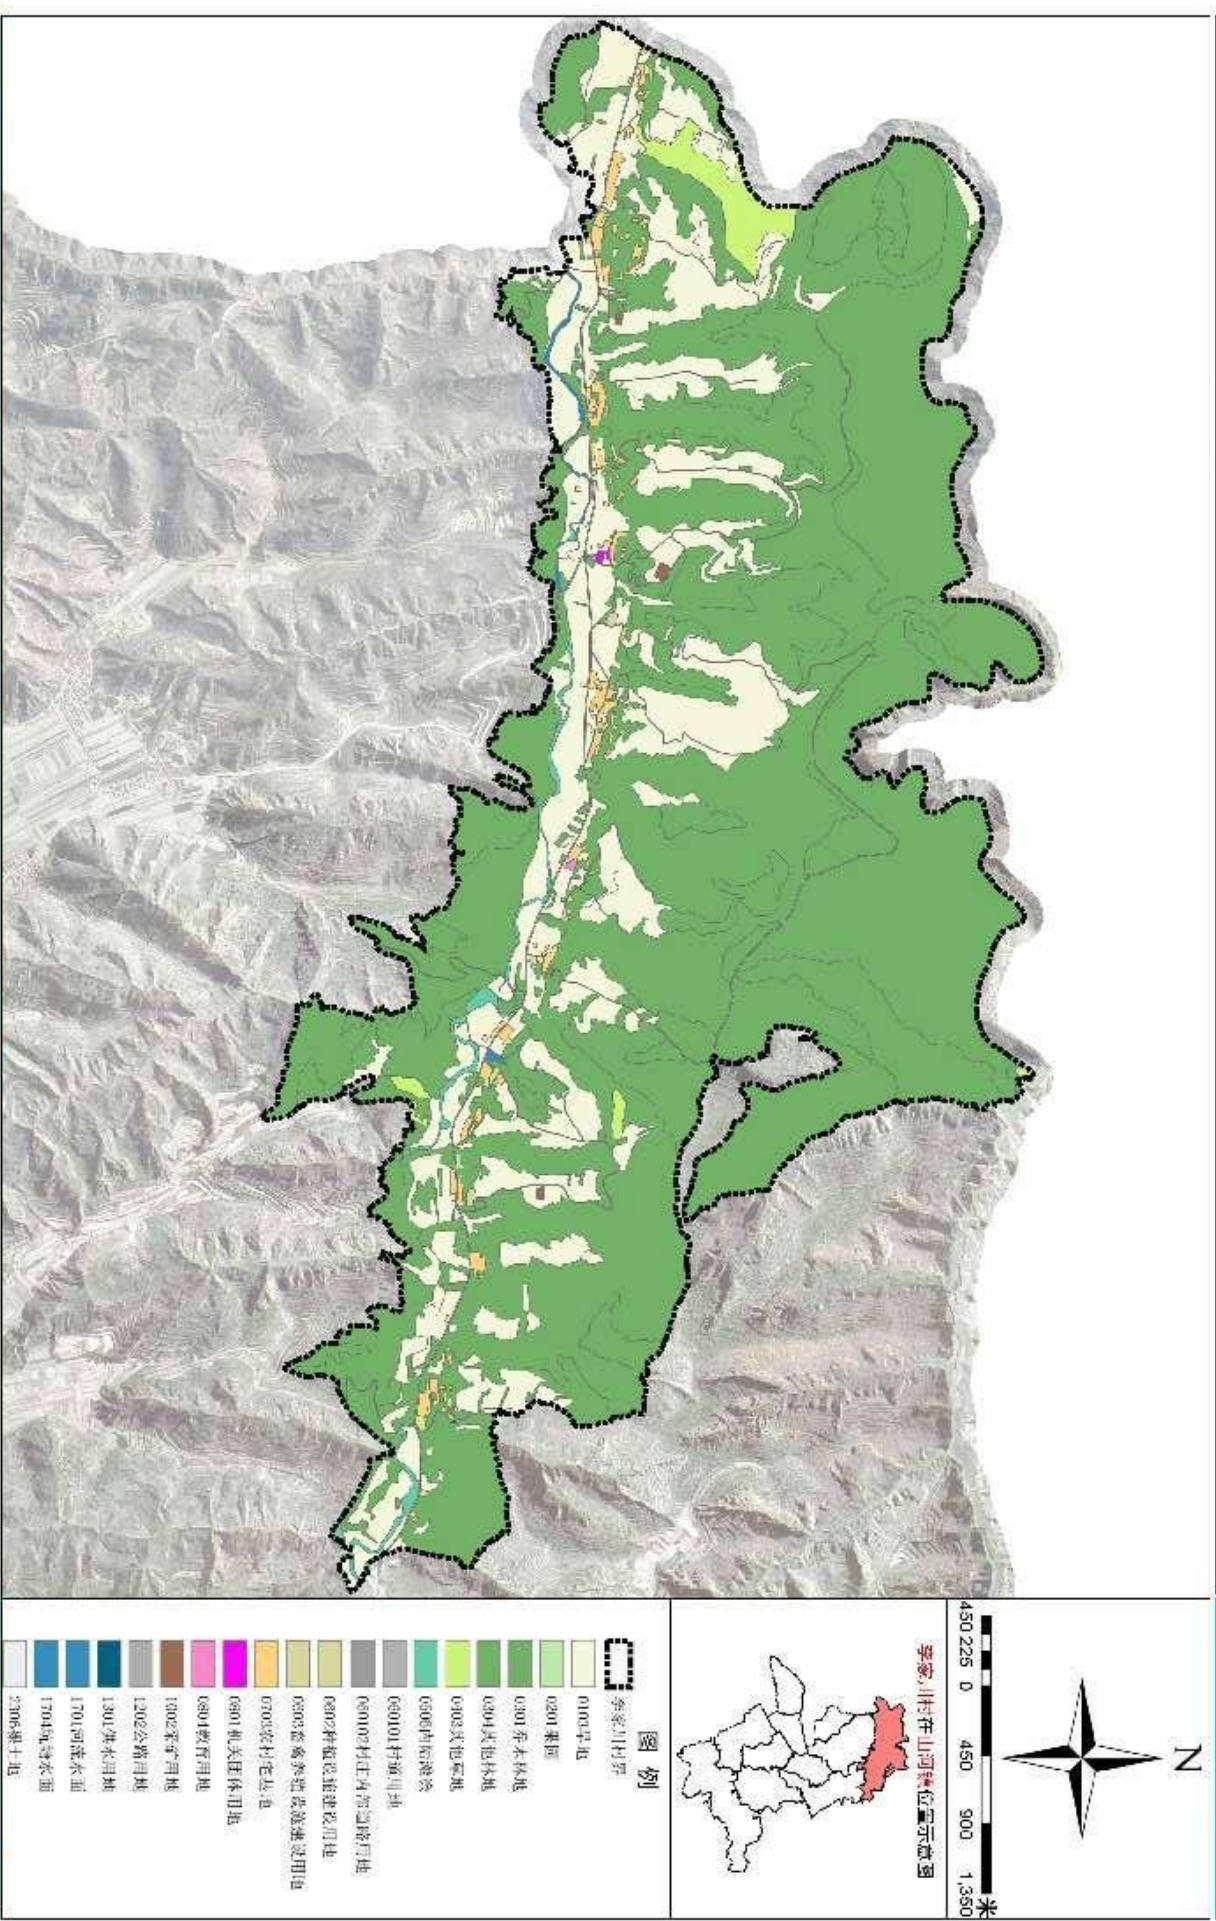 N
450 225 0 450 900 1,350 米
李家川村在山河镇位置示意图
图 例
李家川村界
0103旱地
0201果园
0301乔木林地
0304其他林地
0403其他草地
0506内陆滩涂
060101村道用地
060102村庄内部道路用地
0602种植设施建设用地
0603畜禽养殖设施建设用地
0703农村宅基地
0801机关团体用地
0804教育用地
1002采矿用地
1202公路用地
1301供水用地
1701河流水面
1704坑塘水面
2306裸土地